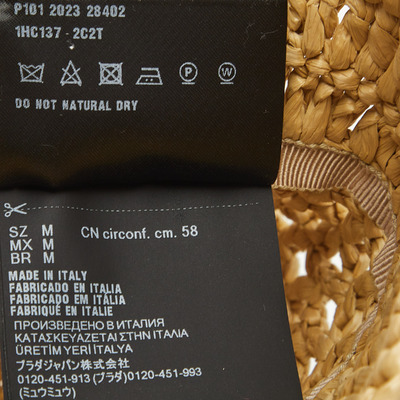 P101 2023 28402
1HC137 - 2C2T
P W
DO NOT NATURAL DRY
SZ M CN circonf. cm. 58
MX M
BR M
MADE IN ITALY
FABRICADO EN ITALIA
FABRICADO EM ITÁLIA
FABRIQUÉ EN ITALIE
ПРОИЗВЕДЕНО В ИТАЛИИ
ΚΑΤΑΣΚΕΥΑΖΕΤΑΙ ΣΤΗΝ ΙΤΑΛΙΑ
ÜRETİM YERİ İTALYA
プラダジャパン株式会社
0120-451-913 (プラダ) 0120-451-993
(ミュウミュウ)